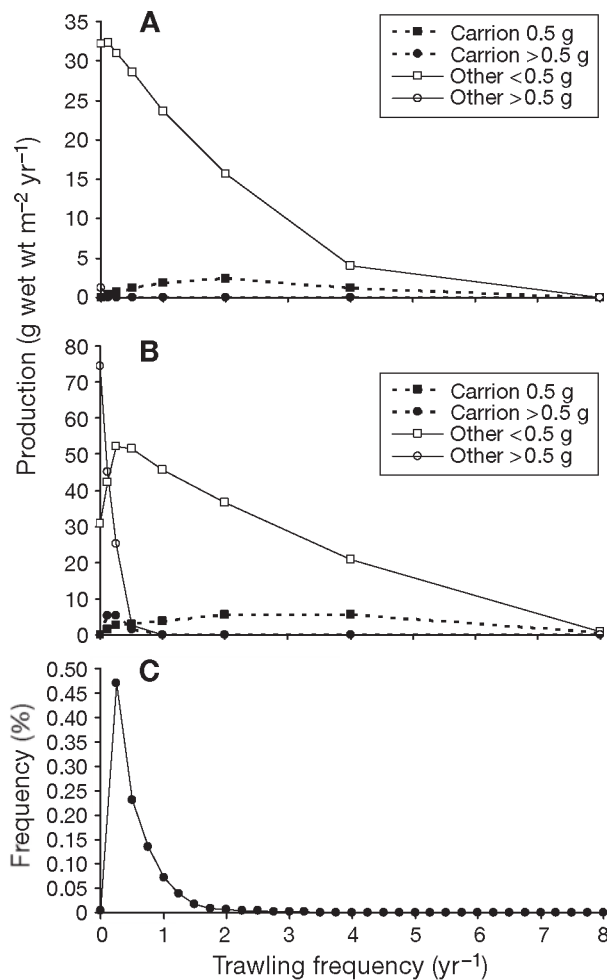 A
35
30
25
20
15
10
5
0
Carrion 0.5 g
Carrion >0.5 g
Other <0.5 g
Other >0.5 g
Production (g wet wt m⁻² yr⁻¹)
B
80
70
60
50
40
30
20
10
0
Carrion 0.5 g
Carrion >0.5 g
Other <0.5 g
Other >0.5 g
C
Frequency (%)
0.50
0.45
0.40
0.35
0.30
0.25
0.20
0.15
0.10
0.05
0
0 1 2 3 4 5 6 7 8
Trawling frequency (yr⁻¹)